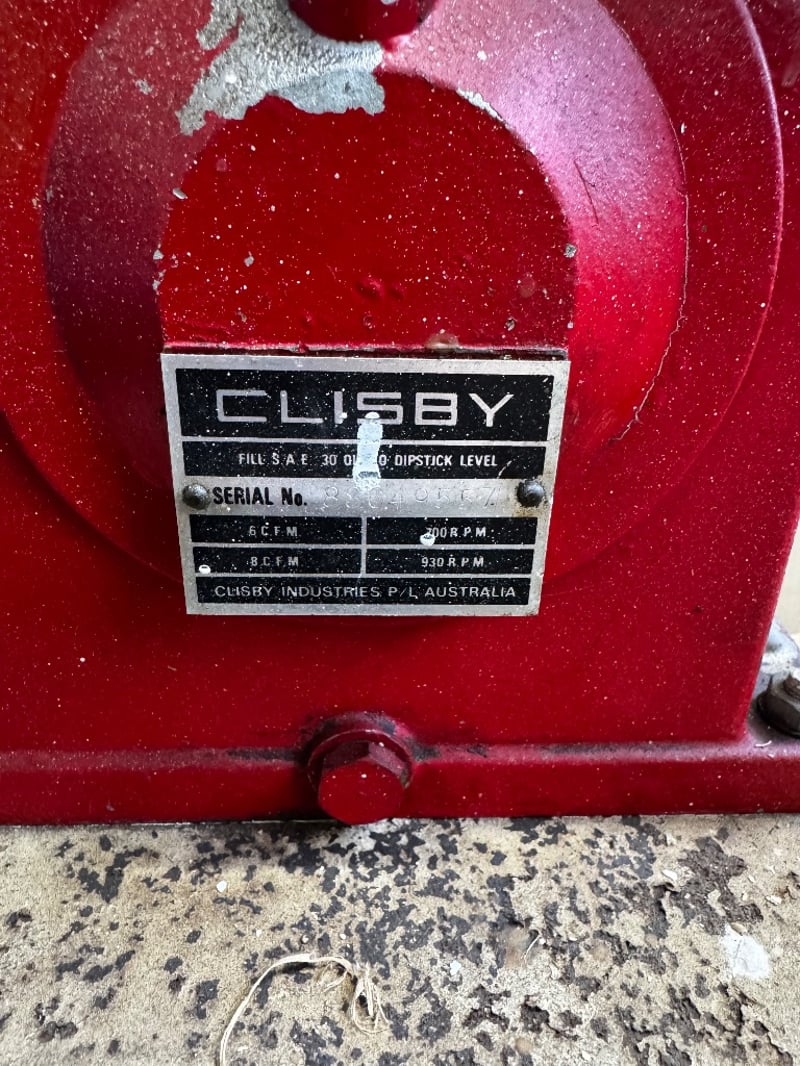 CLISBY
FILL S.A.E. 30 OIL TO DIPSTICK LEVEL
SERIAL No.
6 C.F.M 700 R.P.M
8 C.F.M 930 R.P.M
CLISBY INDUSTRIES P/L AUSTRALIA